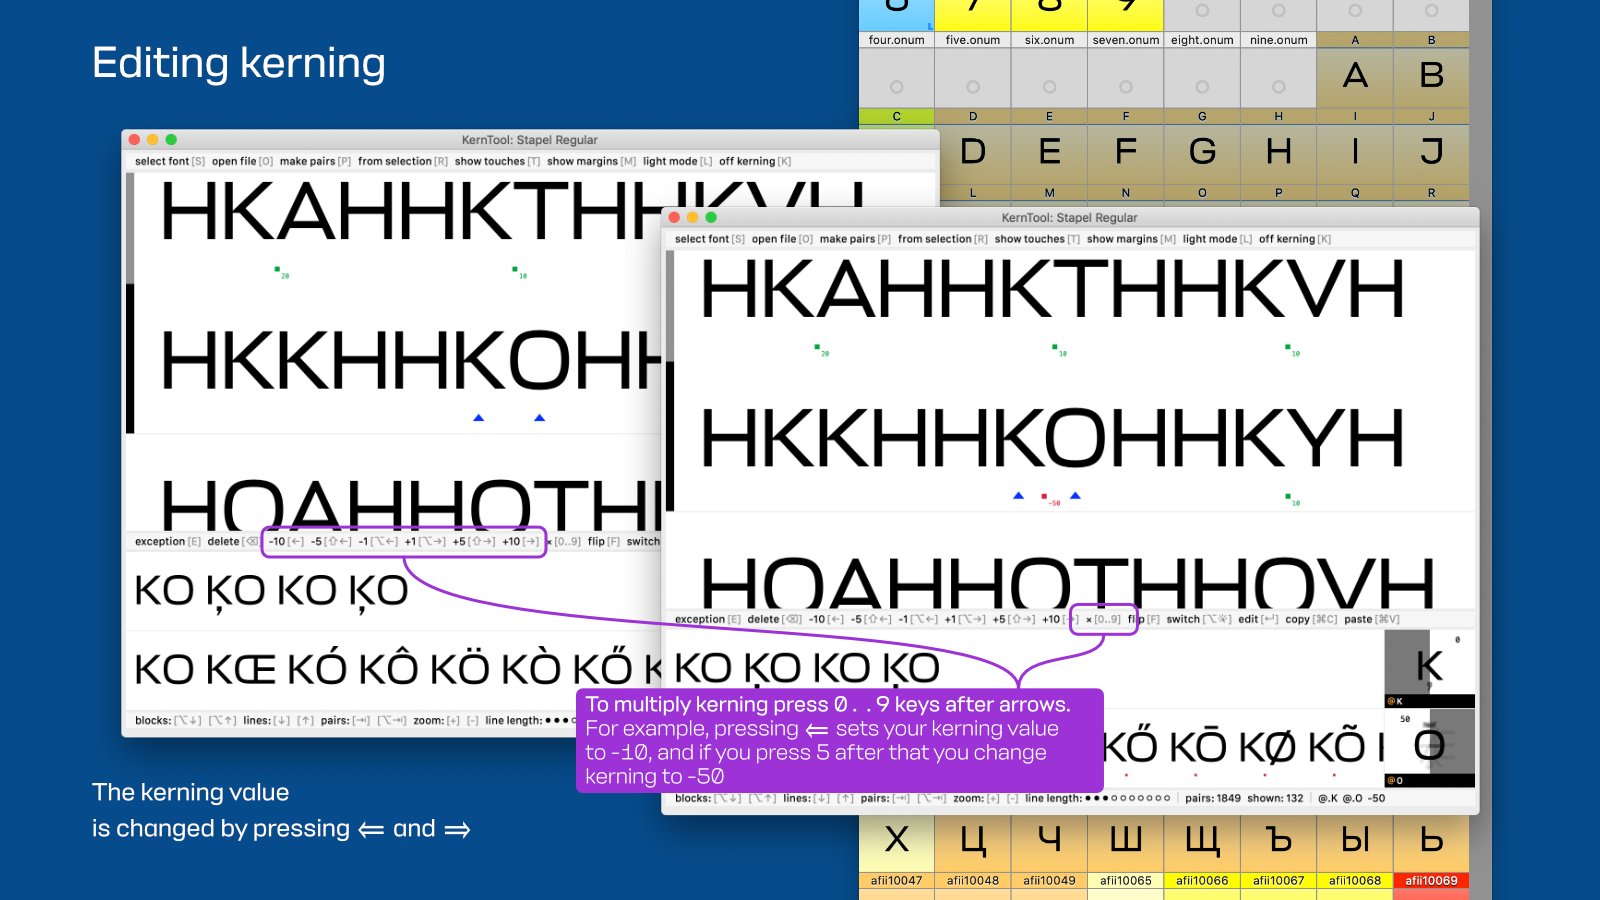 Editing kerning
four.onum five.onum six.onum seven.onum eight.onum nine.onum A B
A B
C D E F G H I J
D E F G H I J
L M N O P Q R
KernTool: Stapel Regular
select font [S] open file [O] make pairs [P] from selection [R] show touches [T] show margins [M] light mode [L] off kerning [K]
HKAHHKTHHKVH
20 10
HKKHHKOHH
HOAHHOTH
exception [E] delete [⌫] -10 [←] -5 [⇧←] -1 [⌥←] +1 [⌥→] +5 [⇧→] +10 [→] × [0..9] flip [F] switch
KO ĶO KO ĶO
KO KŒ KÓ KÔ KÖ KÒ KŐ K
blocks: [⌥↓] [⌥↑] lines: [↓] [↑] pairs: [⇥] [⌥⇥] zoom: [+] [-] line length:
KernTool: Stapel Regular
select font [S] open file [O] make pairs [P] from selection [R] show touches [T] show margins [M] light mode [L] off kerning [K]
HKAHHKTHHKVH
20 10 10
HKKHHKOHHKYH
-50 10
HOAHHOTHHOVH
exception [E] delete [⌫] -10 [←] -5 [⇧←] -1 [⌥←] +1 [⌥→] +5 [⇧→] +10 [→] × [0..9] flip [F] switch [⌥☼] edit [↩] copy [⌘C] paste [⌘V]
KO ĶO KO ĶO
0
@K
KŐ KŌ KØ KÕ
50
@O
blocks: [⌥↓] [⌥↑] lines: [↓] [↑] pairs: [⇥] [⌥⇥] zoom: [+] [-] line length: ●●●○○○○○○○ pairs: 1849 shown: 132 @.K @.O -50
To multiply kerning press 0..9 keys after arrows.
For example, pressing ⇐ sets your kerning value
to -10, and if you press 5 after that you change
kerning to -50
The kerning value
is changed by pressing ⇐ and ⇒
Х Ц Ч Ш Щ Ъ Ы Ь
afii10047 afii10048 afii10049 afii10065 afii10066 afii10067 afii10068 afii10069